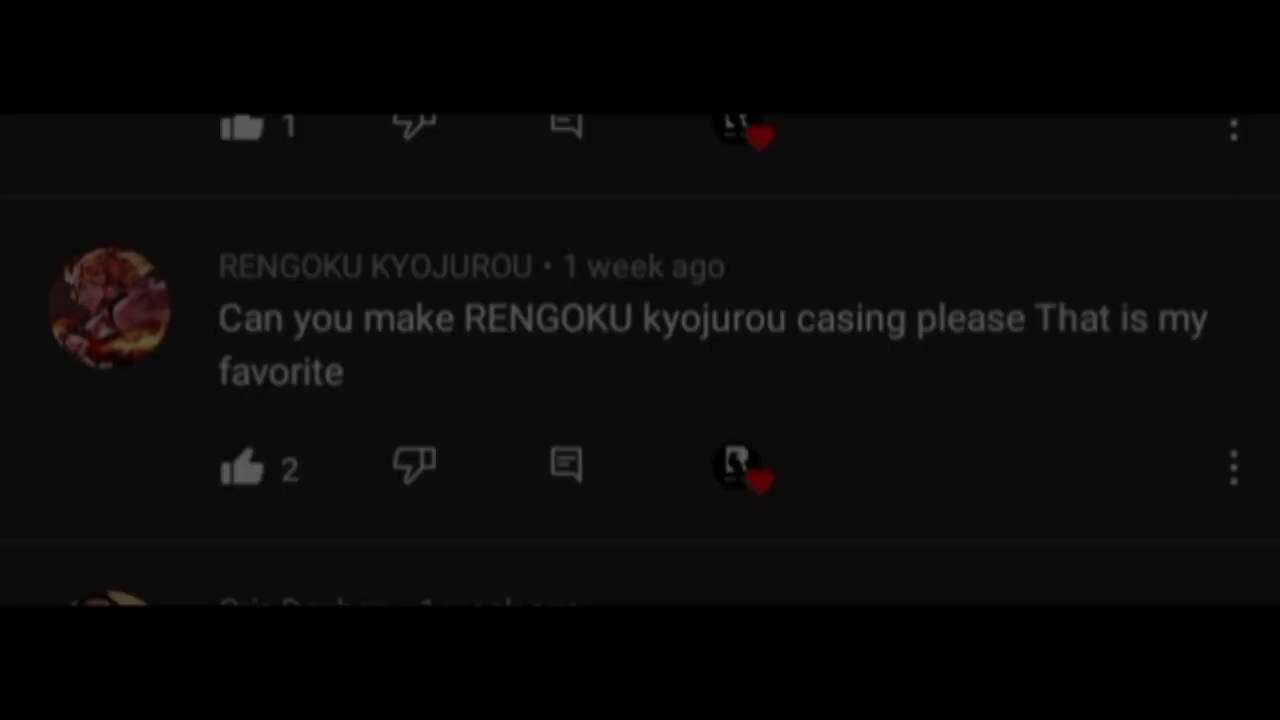 1
RENGOKU KYOJUROU • 1 week ago
Can you make RENGOKU kyojurou casing please That is my
favorite
2